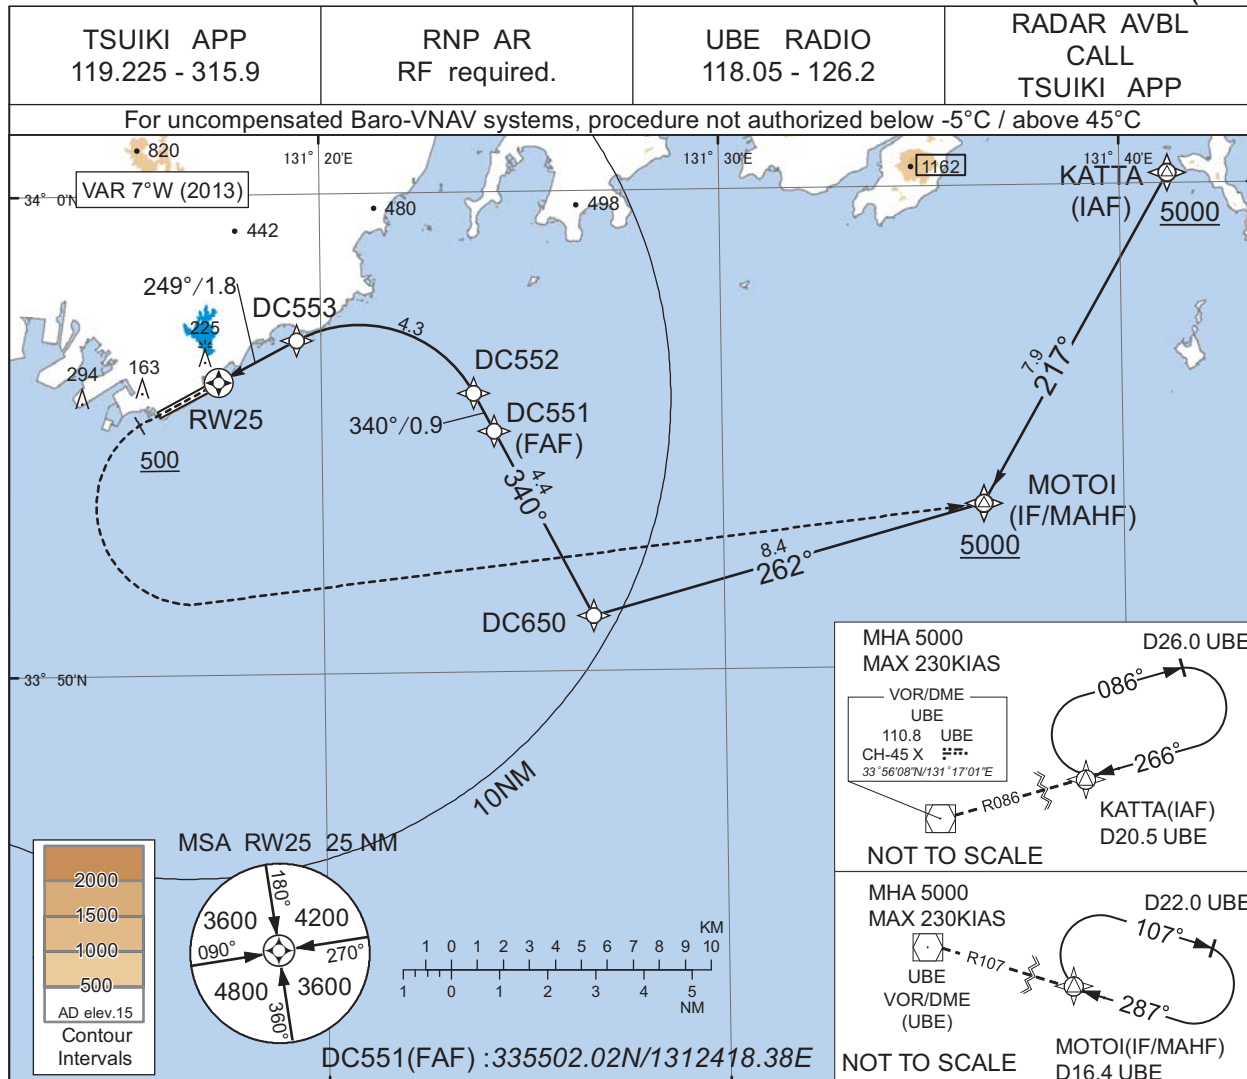 TSUIKI APP
119.225 - 315.9
RNP AR
RF required.
UBE RADIO
118.05 - 126.2
RADAR AVBL
CALL
TSUIKI APP
For uncompensated Baro-VNAV systems, procedure not authorized below -5°C / above 45°C
820
131° 20'E
131° 30'E
131° 40'E
1162
VAR 7°W (2013)
34° 0'N
480
498
442
KATTA
(IAF)
5000
249°/1.8
DC553
4.3
225
294
163
RW25
DC552
340°/0.9
DC551
(FAF)
500
4.4
340°
7.9
217°
MOTOI
(IF/MAHF)
5000
8.4
262°
DC650
33° 50'N
10NM
MHA 5000
MAX 230KIAS
D26.0 UBE
VOR/DME
UBE
110.8 UBE
CH-45 X
33°56'08"N/131°17'01"E
086°
266°
R086
KATTA(IAF)
D20.5 UBE
NOT TO SCALE
MHA 5000
MAX 230KIAS
D22.0 UBE
107°
R107
287°
UBE
VOR/DME
(UBE)
NOT TO SCALE
MOTOI(IF/MAHF)
D16.4 UBE
2000
1500
1000
500
AD elev.15
Contour
Intervals
MSA RW25 25 NM
180°
3600
4200
090°
270°
4800
3600
360°
KM
1 0 1 2 3 4 5 6 7 8 9 10
1 0 1 2 3 4 5
NM
DC551(FAF) :335502.02N/1312418.38E